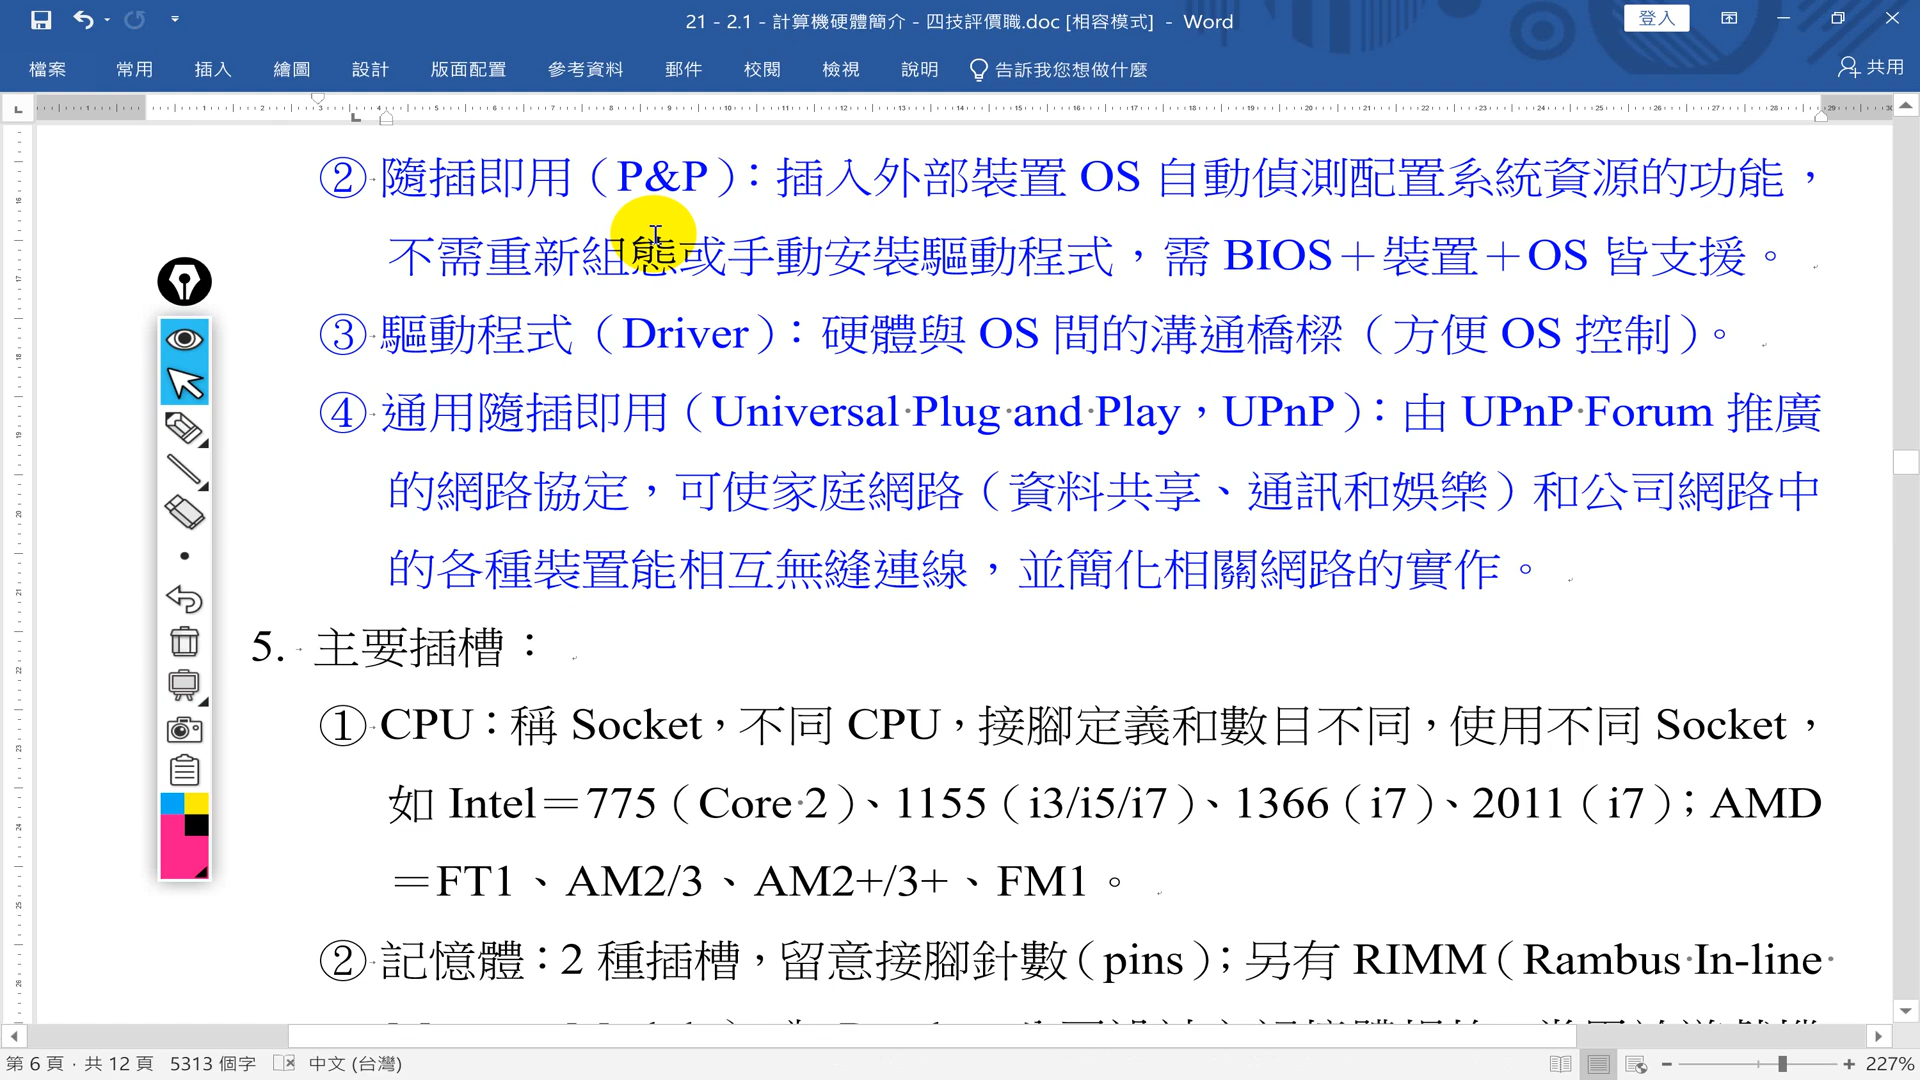 21 - 2.1 - 計算機硬體簡介 - 四技評價職.doc [相容模式] - Word
登入
檔案 常用 插入 繪圖 設計 版面配置 參考資料 郵件 校閱 檢視 說明 告訴我您想做什麼 共用
② 隨插即用（P&P）：插入外部裝置 OS 自動偵測配置系統資源的功能，
不需重新組態或手動安裝驅動程式，需 BIOS＋裝置＋OS 皆支援。
③ 驅動程式（Driver）：硬體與 OS 間的溝通橋樑（方便 OS 控制）。
④ 通用隨插即用（Universal Plug and Play，UPnP）：由 UPnP Forum 推廣
的網路協定，可使家庭網路（資料共享、通訊和娛樂）和公司網路中
的各種裝置能相互無縫連線，並簡化相關網路的實作。
5. 主要插槽：
① CPU：稱 Socket，不同 CPU，接腳定義和數目不同，使用不同 Socket，
如 Intel＝775（Core 2）、1155（i3/i5/i7）、1366（i7）、2011（i7）；AMD
＝FT1、AM2/3、AM2+/3+、FM1。
② 記憶體：2 種插槽，留意接腳針數（pins）；另有 RIMM（Rambus In-line
第 6 頁，共 12 頁 5313 個字 中文 (台灣) 227%